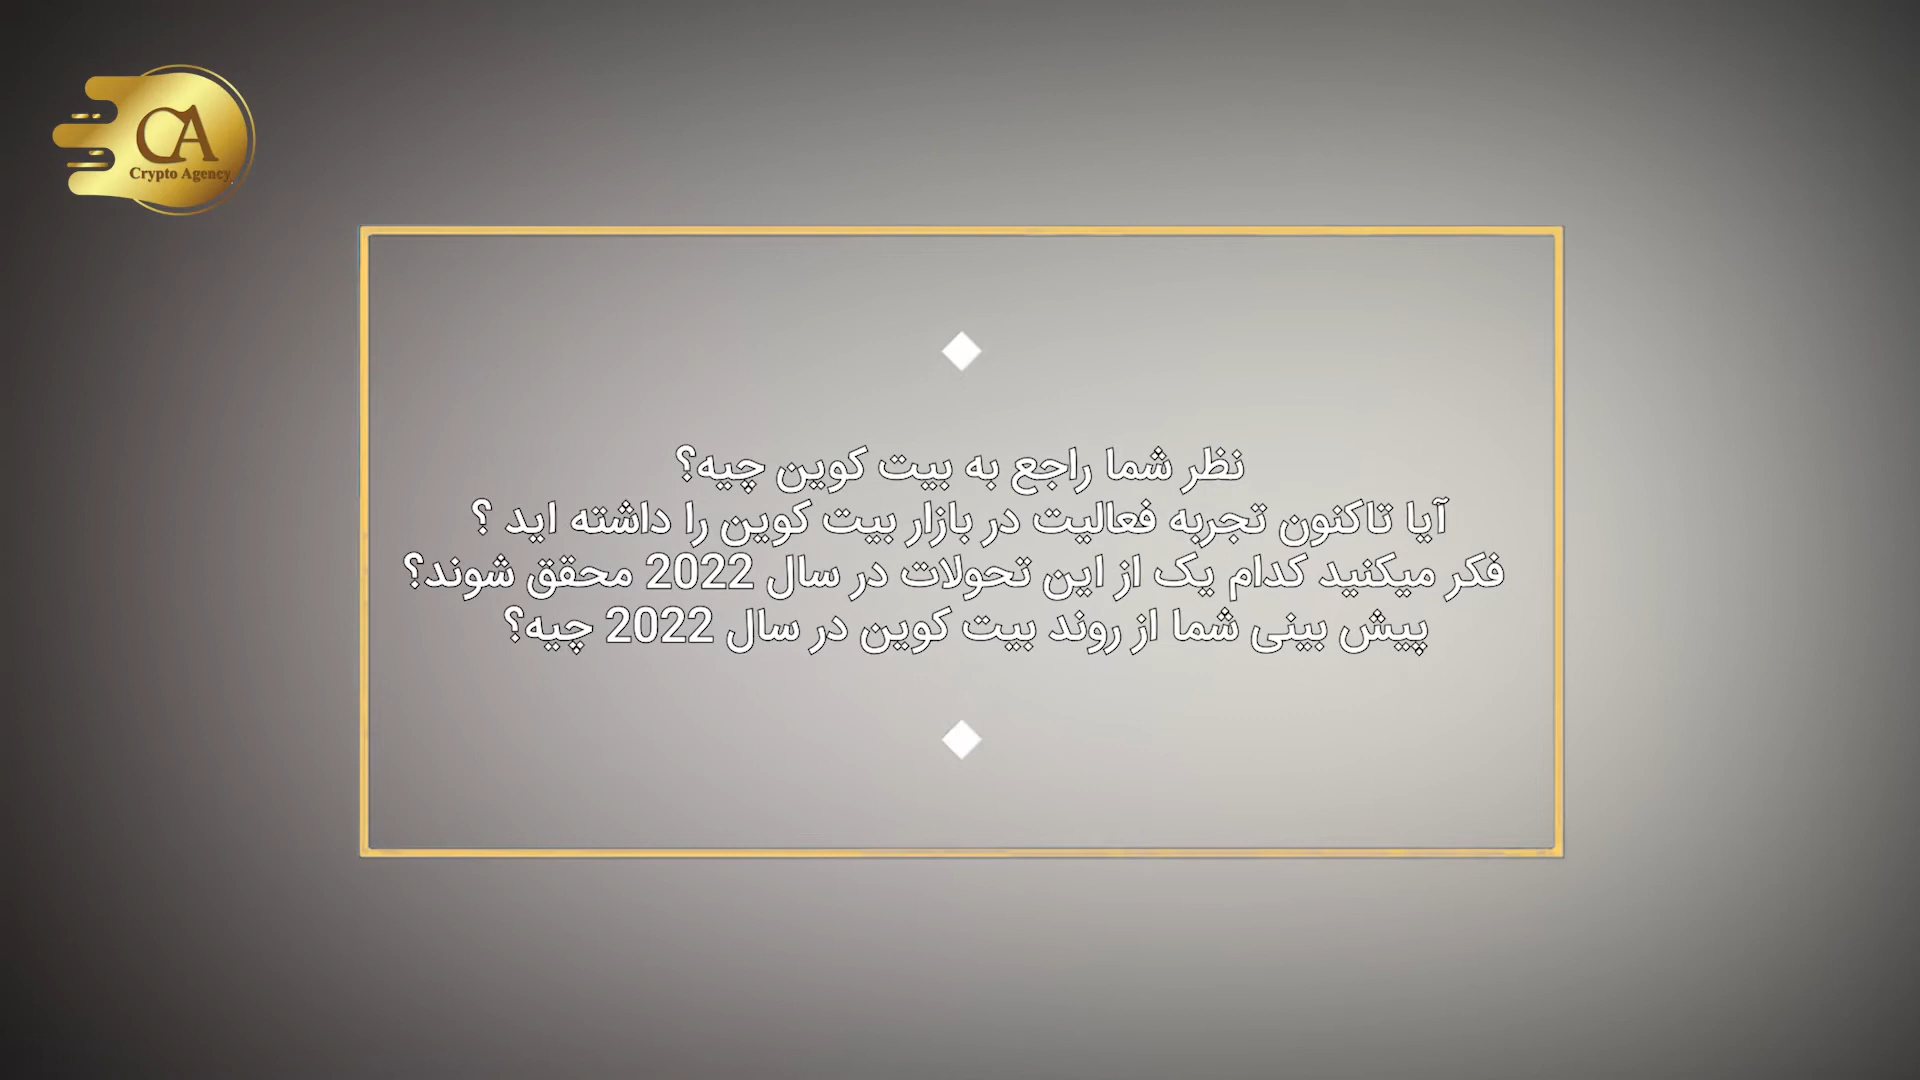 CA
Crypto Agency
نظر شما راجع به بیت کوین چیه؟
آیا تاکنون تجربه فعالیت در بازار بیت کوین را داشته اید ؟
فکر میکنید کدام یک از این تحولات در سال 2022 محقق شوند؟
پیش بینی شما از روند بیت کوین در سال 2022 چیه؟